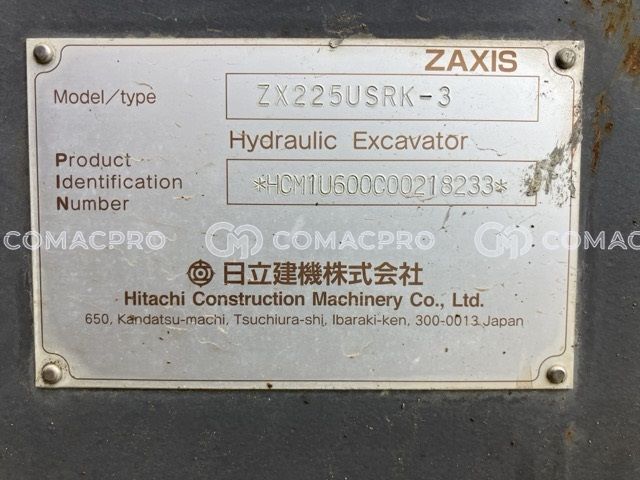 ZAXIS
Model/type ZX225USRK-3
Hydraulic Excavator
Product
Identification
Number
*HCM1U600C00218233*
COMACPRO COMACPRO COMACPRO
日立建機株式会社
Hitachi Construction Machinery Co., Ltd.
650, Kandatsu-machi, Tsuchiura-shi, Ibaraki-ken, 300-0013 Japan